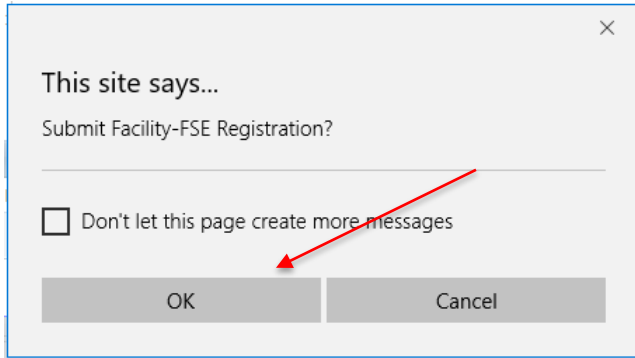 This site says...
Submit Facility-FSE Registration?
Don't let this page create more messages
OK
Cancel